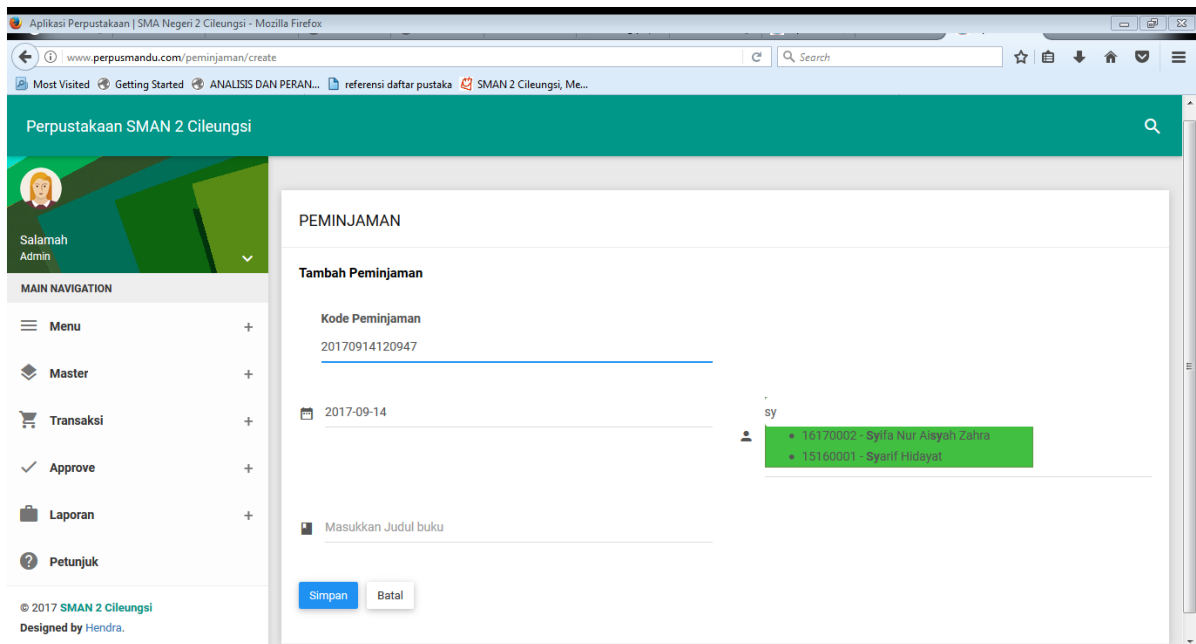 Aplikasi Perpustakaan | SMA Negeri 2 Cileungsi - Mozilla Firefox
www.perpusmandu.com/peminjaman/create
Search
Most Visited Getting Started ANALISIS DAN PERAN... referensi daftar pustaka SMAN 2 Cileungsi, Me...
Perpustakaan SMAN 2 Cileungsi
Salamah
Admin
MAIN NAVIGATION
Menu +
Master +
Transaksi +
Approve +
Laporan +
Petunjuk
© 2017 SMAN 2 Cileungsi
Designed by Hendra.
PEMINJAMAN
Tambah Peminjaman
Kode Peminjaman
20170914120947
2017-09-14
sy
• 16170002 - Syifa Nur Aisyah Zahra
• 15160001 - Syarif Hidayat
Masukkan Judul buku
Simpan Batal